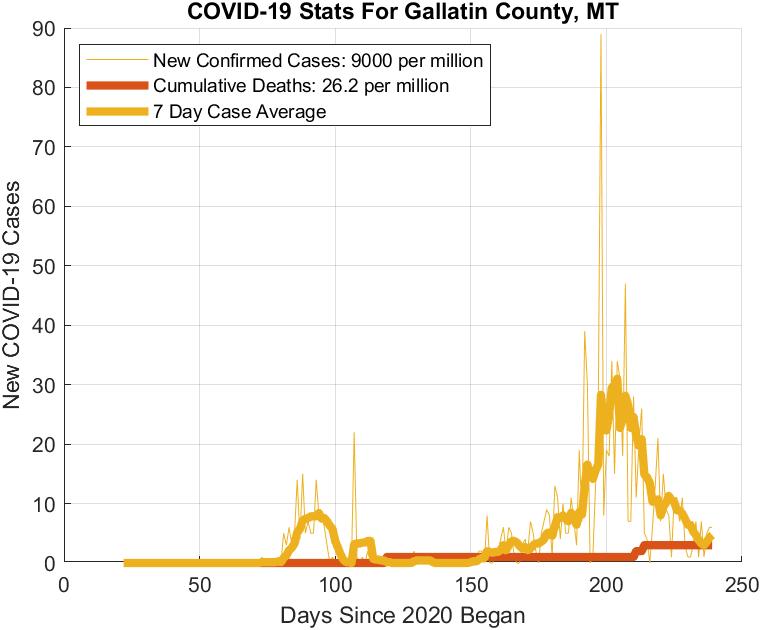 COVID-19 Stats For Gallatin County, MT
New Confirmed Cases: 9000 per million
Cumulative Deaths: 26.2 per million
7 Day Case Average
New COVID-19 Cases
90
80
70
60
50
40
30
20
10
0
0 50 100 150 200 250
Days Since 2020 Began